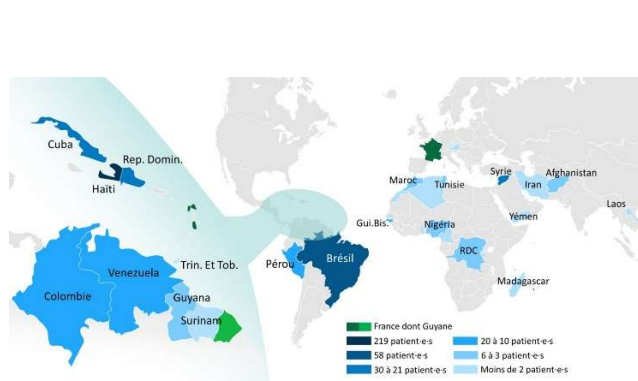 Cuba
Rep. Domin.
Haïti
Trin. Et Tob.
Venezuela
Colombie
Guyana
Surinam
Pérou
Brésil
Maroc
Tunisie
Syrie
Iran
Afghanistan
Laos
Gui.Bis.
Nigéria
Yémen
RDC
Madagascar
France dont Guyane
219 patient·e·s
58 patient·e·s
30 à 21 patient·e·s
20 à 10 patient·e·s
6 à 3 patient·e·s
Moins de 2 patient·e·s